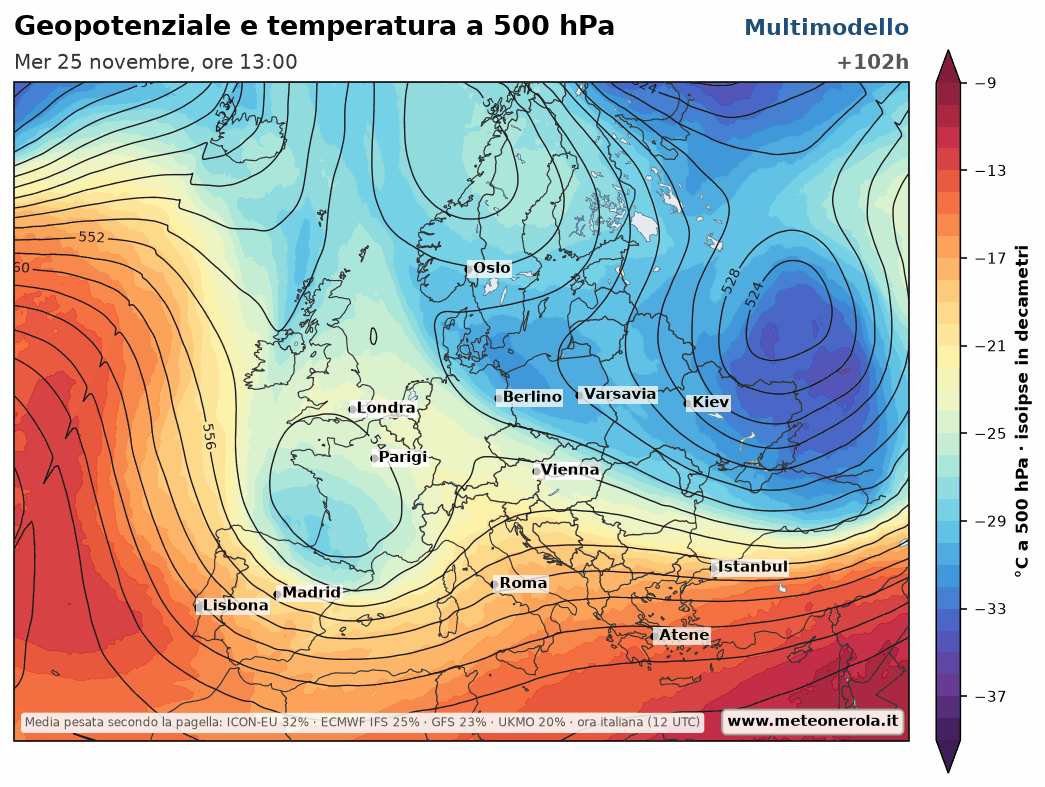 Geopotenziale e temperatura a 500 hPa
Multimodello
Mer 25 novembre, ore 13:00
+102h
532
524
552
560
528
524
556
Oslo
Berlino
Varsavia
Kiev
Londra
Parigi
Vienna
Istanbul
Roma
Madrid
Lisbona
Atene
−9
−13
−17
−21
−25
−29
−33
−37
°C a 500 hPa · isoipse in decametri
Media pesata secondo la pagella: ICON-EU 32% · ECMWF IFS 25% · GFS 23% · UKMO 20% · ora italiana (12 UTC)
www.meteonerola.it